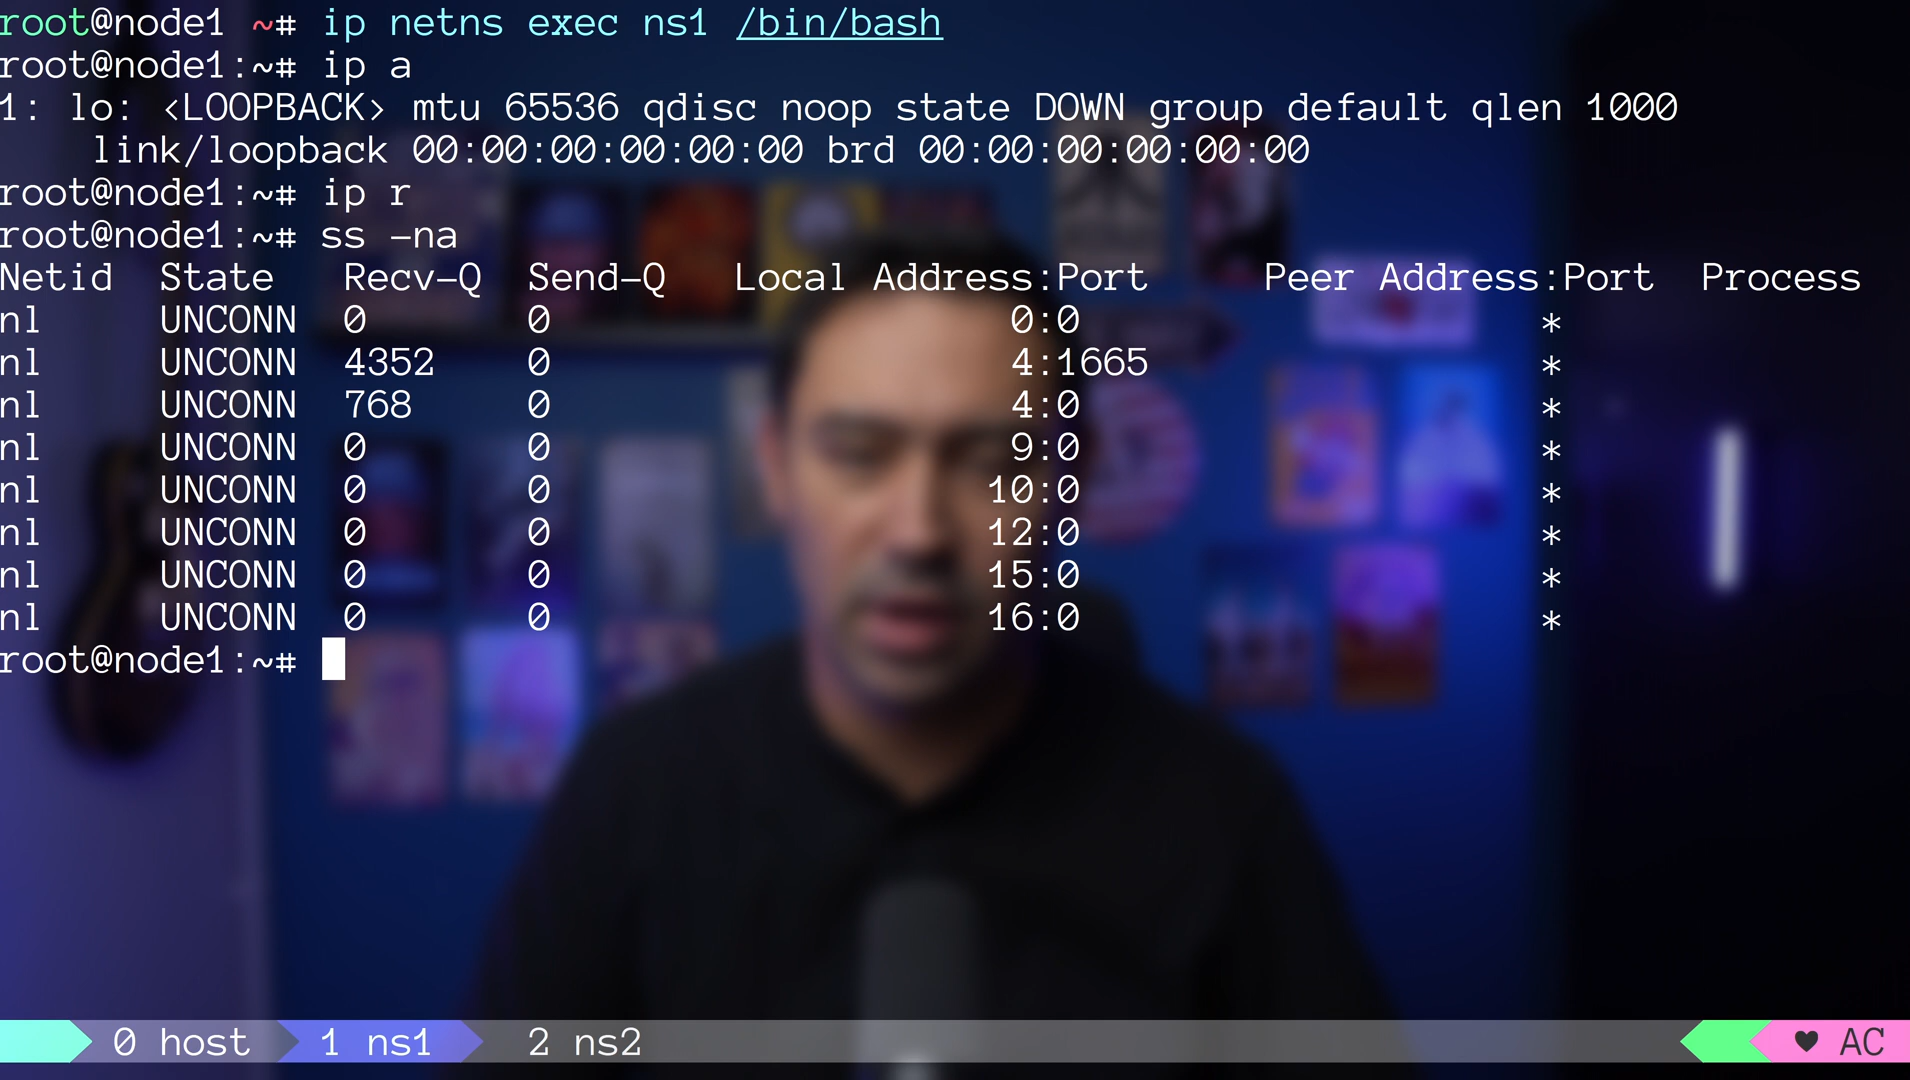 root@node1 ~# ip netns exec ns1 /bin/bash
root@node1:~# ip a
1: lo: <LOOPBACK> mtu 65536 qdisc noop state DOWN group default qlen 1000
    link/loopback 00:00:00:00:00:00 brd 00:00:00:00:00:00
root@node1:~# ip r
root@node1:~# ss -na
Netid  State   Recv-Q  Send-Q   Local Address:Port     Peer Address:Port  Process
nl     UNCONN  0       0                    0:0                    *
nl     UNCONN  4352    0                    4:1665                 *
nl     UNCONN  768     0                    4:0                    *
nl     UNCONN  0       0                    9:0                    *
nl     UNCONN  0       0                   10:0                    *
nl     UNCONN  0       0                   12:0                    *
nl     UNCONN  0       0                   15:0                    *
nl     UNCONN  0       0                   16:0                    *
root@node1:~#
0 host 1 ns1 2 ns2 ♥ AC